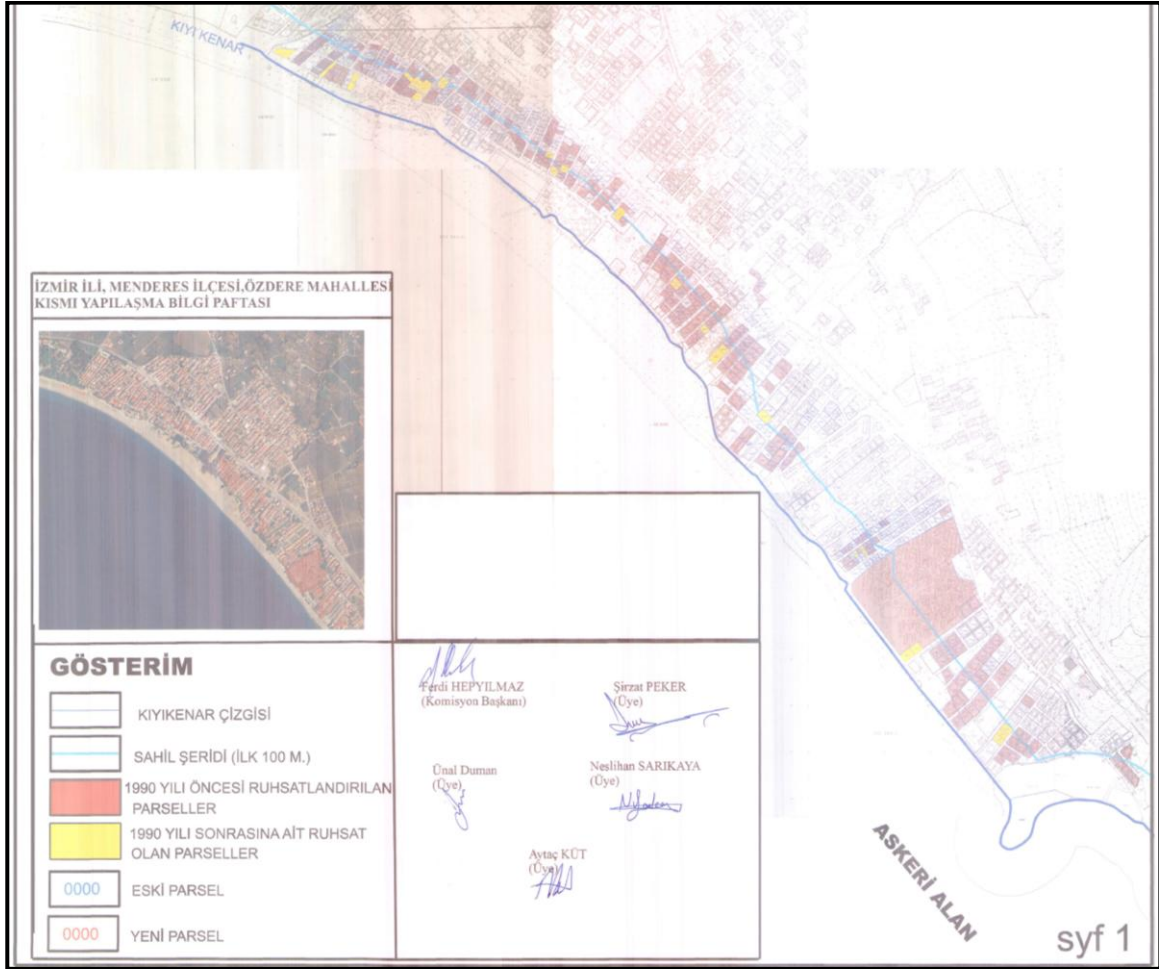 KIYI KENAR
İZMİR İLİ, MENDERES İLÇESİ,ÖZDERE MAHALLESİ
KISMI YAPILAŞMA BİLGİ PAFTASI
GÖSTERİM
KIYIKENAR ÇİZGİSİ
SAHİL ŞERİDİ (İLK 100 M.)
1990 YILI ÖNCESİ RUHSATLANDIRILAN
PARSELLER
1990 YILI SONRASINA AİT RUHSAT
OLAN PARSELLER
0000 ESKİ PARSEL
0000 YENİ PARSEL
Ferdi HEPYILMAZ
(Komisyon Başkanı)
Şirzat PEKER
(Üye)
Ünal Duman
(Üye)
Neslihan SARIKAYA
(Üye)
Aytaç KÜT
(Üye)
ASKERİ ALAN
syf 1